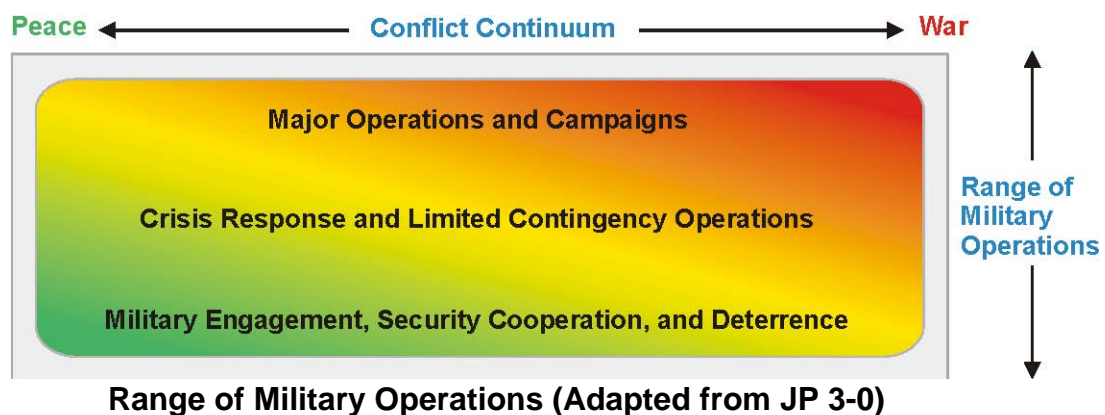 Peace Conflict Continuum War
Major Operations and Campaigns
Crisis Response and Limited Contingency Operations
Military Engagement, Security Cooperation, and Deterrence
Range of
Military
Operations
Range of Military Operations (Adapted from JP 3-0)